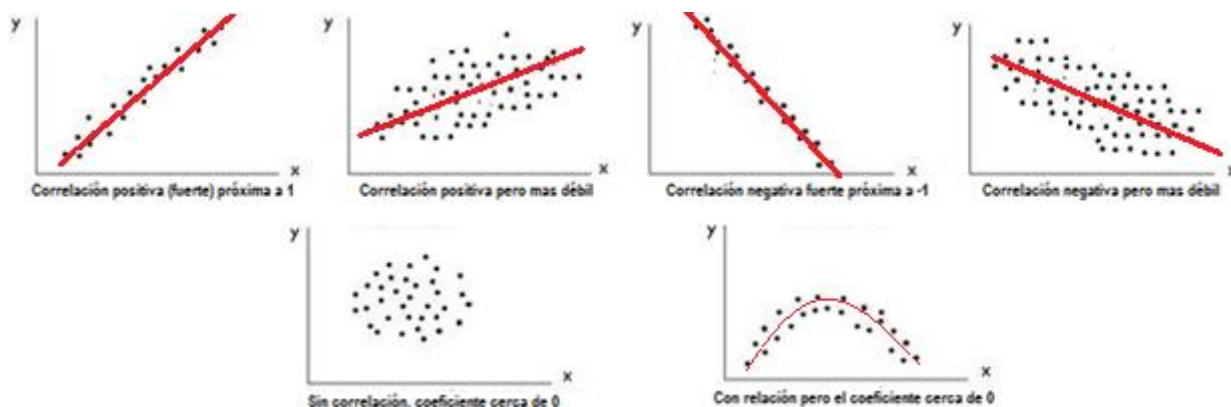 y
x
Correlación positiva (fuerte) próxima a 1
y
x
Correlación positiva pero mas débil
y
x
Correlación negativa fuerte próxima a -1
y
x
Correlación negativa pero mas débil
y
x
Sin correlación, coeficiente cerca de 0
y
x
Con relación pero el coeficiente cerca de 0